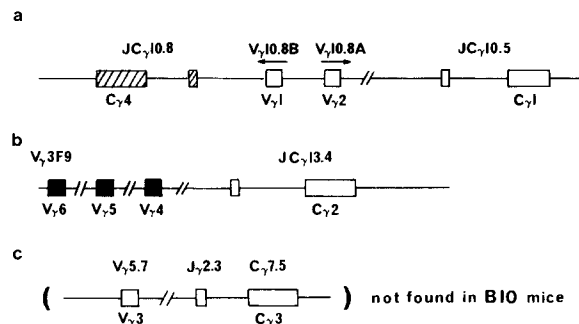 a
JCγ10.8 Vγ10.8B Vγ10.8A JCγ10.5
Cγ4 Vγ1 Vγ2 Cγ1
b
Vγ3F9 JCγ13.4
Vγ6 Vγ5 Vγ4 Cγ2
c
Vγ5.7 Jγ2.3 Cγ7.5
( ) not found in B10 mice
Vγ3 Cγ3